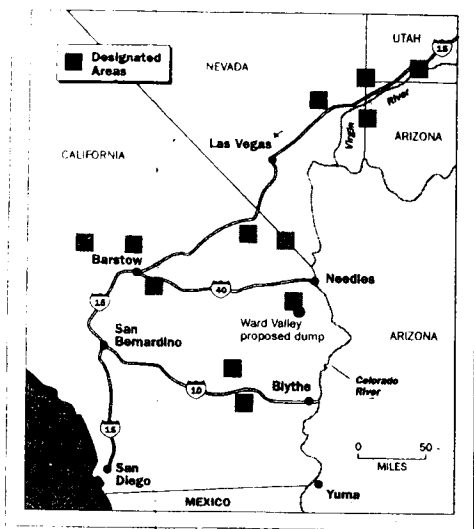 Designated
Areas
UTAH
15
NEVADA
Virgin
River
ARIZONA
Las Vegas
CALIFORNIA
Barstow
15
40
Needles
San
Bernardino
Ward Valley
proposed dump
ARIZONA
10
Blythe
Colorado
River
15
0 50
MILES
San
Diego
Yuma
MEXICO